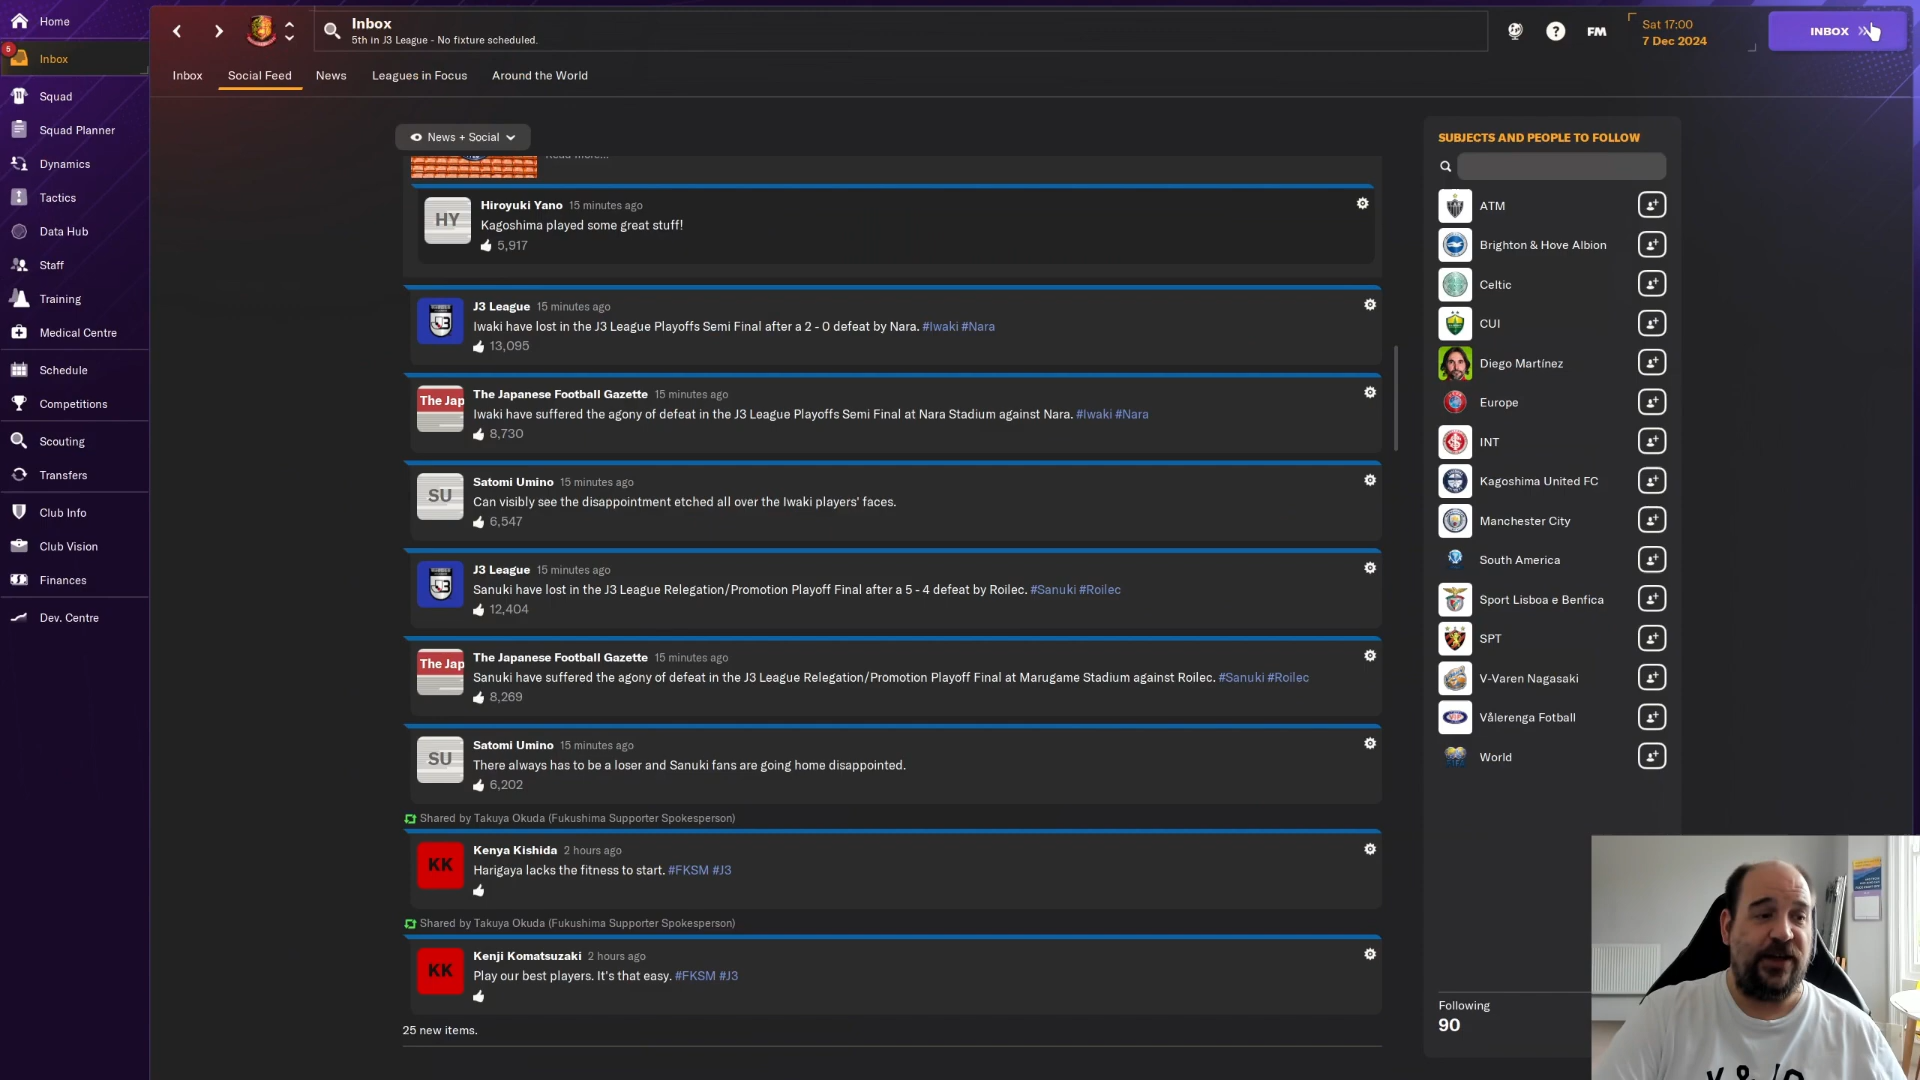 Home
Inbox
5th in J3 League - No fixture scheduled.
FM
Sat 17:00
7 Dec 2024
INBOX
5
Inbox
Inbox
Social Feed
News
Leagues in Focus
Around the World
Squad
Squad Planner
Dynamics
Tactics
Data Hub
Staff
Training
Medical Centre
Schedule
Competitions
Scouting
Transfers
Club Info
Club Vision
Finances
Dev. Centre
News + Social
Read more...
HY
Hiroyuki Yano 15 minutes ago
Kagoshima played some great stuff!
5,917
J3 League 15 minutes ago
Iwaki have lost in the J3 League Playoffs Semi Final after a 2 - 0 defeat by Nara. #Iwaki #Nara
13,095
The Jap
The Japanese Football Gazette 15 minutes ago
Iwaki have suffered the agony of defeat in the J3 League Playoffs Semi Final at Nara Stadium against Nara. #Iwaki #Nara
8,730
SU
Satomi Umino 15 minutes ago
Can visibly see the disappointment etched all over the Iwaki players' faces.
6,547
J3 League 15 minutes ago
Sanuki have lost in the J3 League Relegation/Promotion Playoff Final after a 5 - 4 defeat by Roilec. #Sanuki #Roilec
12,404
The Jap
The Japanese Football Gazette 15 minutes ago
Sanuki have suffered the agony of defeat in the J3 League Relegation/Promotion Playoff Final at Marugame Stadium against Roilec. #Sanuki #Roilec
8,269
SU
Satomi Umino 15 minutes ago
There always has to be a loser and Sanuki fans are going home disappointed.
6,202
Shared by Takuya Okuda (Fukushima Supporter Spokesperson)
KK
Kenya Kishida 2 hours ago
Harigaya lacks the fitness to start. #FKSM #J3
Shared by Takuya Okuda (Fukushima Supporter Spokesperson)
KK
Kenji Komatsuzaki 2 hours ago
Play our best players. It's that easy. #FKSM #J3
25 new items.
SUBJECTS AND PEOPLE TO FOLLOW
ATM
Brighton & Hove Albion
Celtic
CUI
Diego Martínez
Europe
INT
Kagoshima United FC
Manchester City
South America
Sport Lisboa e Benfica
SPT
V-Varen Nagasaki
Vålerenga Fotball
World
Following
90